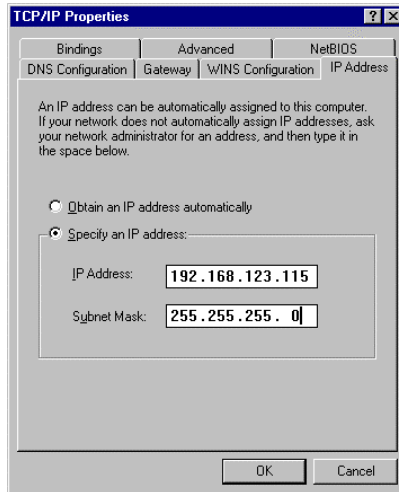 TCP/IP Properties
Bindings Advanced NetBIOS
DNS Configuration Gateway WINS Configuration IP Address
An IP address can be automatically assigned to this computer.
If your network does not automatically assign IP addresses, ask
your network administrator for an address, and then type it in
the space below.
Obtain an IP address automatically
Specify an IP address:
IP Address: 192.168.123.115
Subnet Mask: 255.255.255. 0
OK Cancel